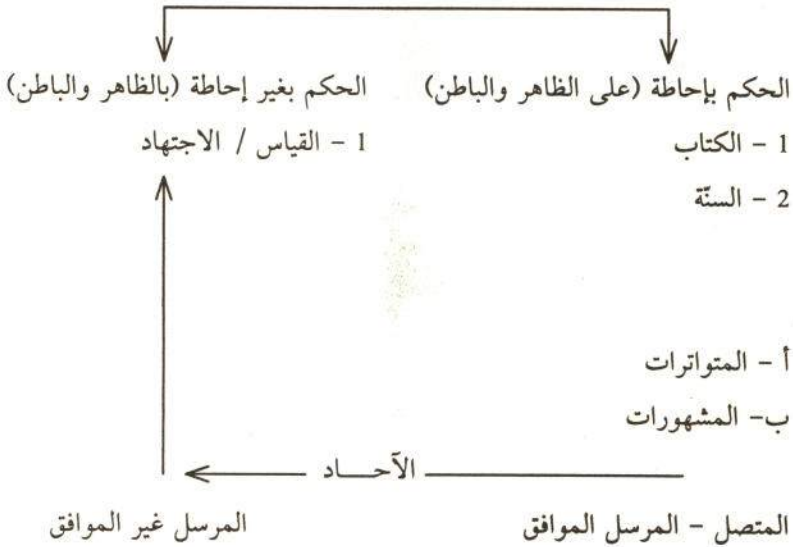 الحكم بإحاطة (على الظاهر والباطن)
1 - الكتاب
2 - السنّة
أ - المتواترات
ب- المشهورات
الحكم بغير إحاطة (بالظاهر والباطن)
1 - القياس / الاجتهاد
الآحــاد
المتصل - المرسل الموافق
المرسل غير الموافق